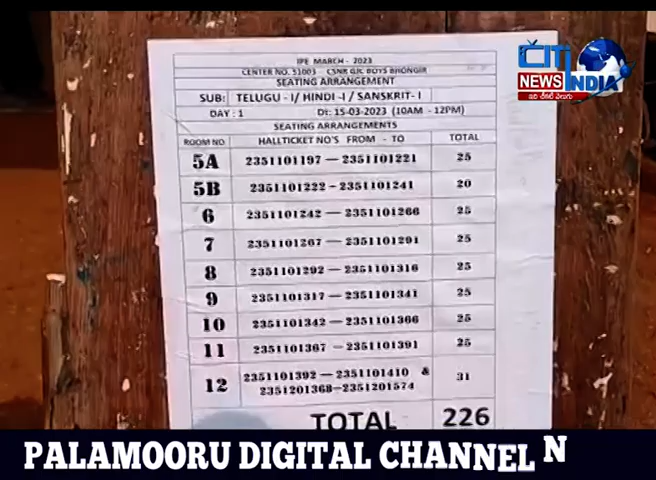 IPE MARCH - 2023
CENTER NO. 51003 CSNR GJC BOYS BHONGIR
SEATING ARRANGEMENT
SUB: TELUGU - I/ HINDI -I / SANSKRIT- I
DAY : 1 Dt: 15-03-2023 (10AM - 12PM)
SEATING ARRANGEMENTS
ROOM NO HALLTICKET NO'S FROM - TO TOTAL
5A 2351101197 — 2351101221 25
5B 2351101222 - 2351101241 20
6 2351101242 — 2351101266 25
7 2351101267 — 2351101291 25
8 2351101292 — 2351101316 25
9 2351101317 — 2351101341 25
10 2351101342 — 2351101366 25
11 2351101367 — 2351101391 25
12 2351101392 — 2351101410 & 31
2351201368—2351201574
TOTAL 226
CITI
NEWS INDIA
ఇది సిటిజెన్ వెలుగు
PALAMOORU DIGITAL CHANNEL N